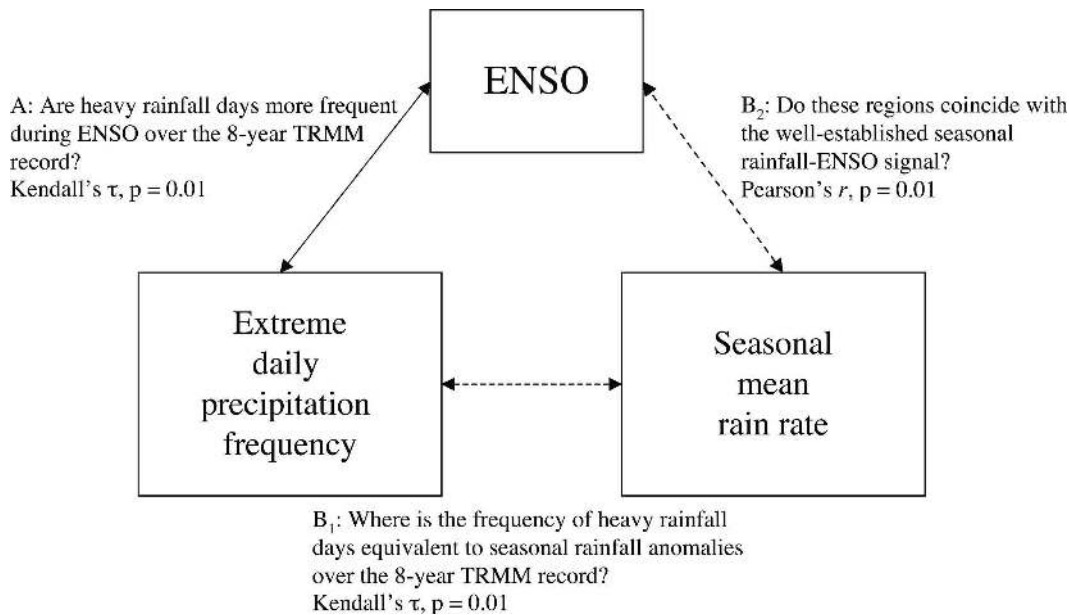 ENSO
A: Are heavy rainfall days more frequent
during ENSO over the 8-year TRMM
record?
Kendall's τ, p = 0.01
B₂: Do these regions coincide with
the well-established seasonal
rainfall-ENSO signal?
Pearson's r, p = 0.01
Extreme
daily
precipitation
frequency
Seasonal
mean
rain rate
B₁: Where is the frequency of heavy rainfall
days equivalent to seasonal rainfall anomalies
over the 8-year TRMM record?
Kendall's τ, p = 0.01